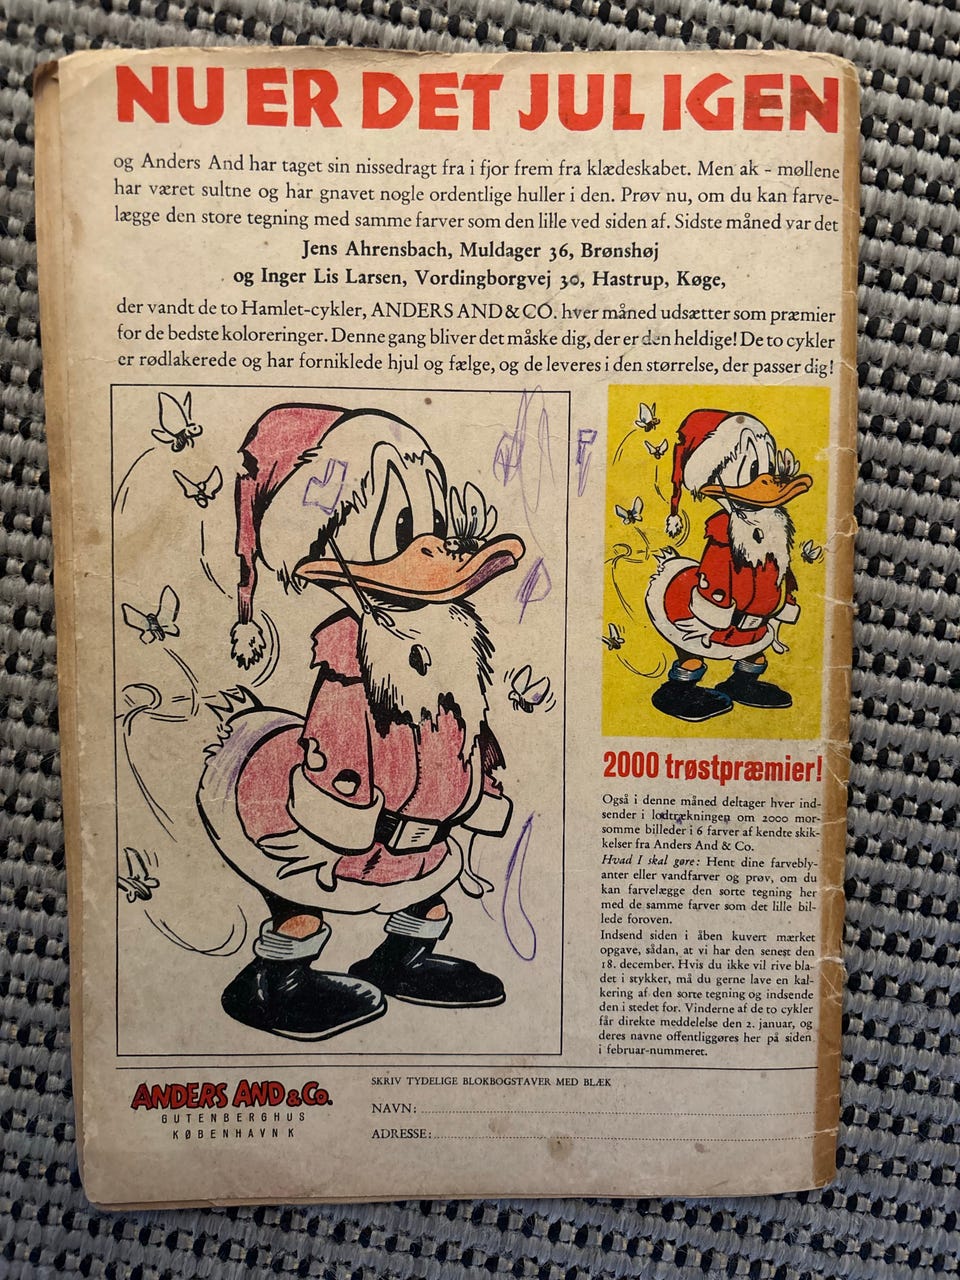 NU ER DET JUL IGEN
og Anders And har taget sin nissedragt fra i fjor frem fra klædeskabet. Men ak - møllene
har været sultne og har gnavet nogle ordentlige huller i den. Prøv nu, om du kan farve-
lægge den store tegning med samme farver som den lille ved siden af. Sidste måned var det
Jens Ahrensbach, Muldager 36, Brønshøj
og Inger Lis Larsen, Vordingborgvej 30, Hastrup, Køge,
der vandt de to Hamlet-cykler, ANDERS AND & CO. hver måned udsætter som præmier
for de bedste koloreringer. Denne gang bliver det måske dig, der er den heldige! De to cykler
er rødlakerede og har forniklede hjul og fælge, og de leveres i den størrelse, der passer dig!
2000 trøstpræmier!
Også i denne måned deltager hver ind-
sender i lodtrækningen om 2000 mor-
somme billeder i 6 farver af kendte skik-
kelser fra Anders And & Co.
Hvad I skal gøre: Hent dine farvebly-
anter eller vandfarver og prøv, om du
kan farvelægge den sorte tegning her
med de samme farver som det lille bil-
lede foroven.
Indsend siden i åben kuvert mærket
opgave, sådan, at vi har den senest den
18. december. Hvis du ikke vil rive bla-
det i stykker, må du gerne lave en kal-
kering af den sorte tegning og indsende
den i stedet for. Vinderne af de to cykler
får direkte meddelelse den 2. januar, og
deres navne offentliggøres her på siden
i februar-nummeret.
ANDERS AND & CO.
GUTENBERGHUS
KØBENHAVN K
SKRIV TYDELIGE BLOKBOGSTAVER MED BLÆK
NAVN:
ADRESSE: